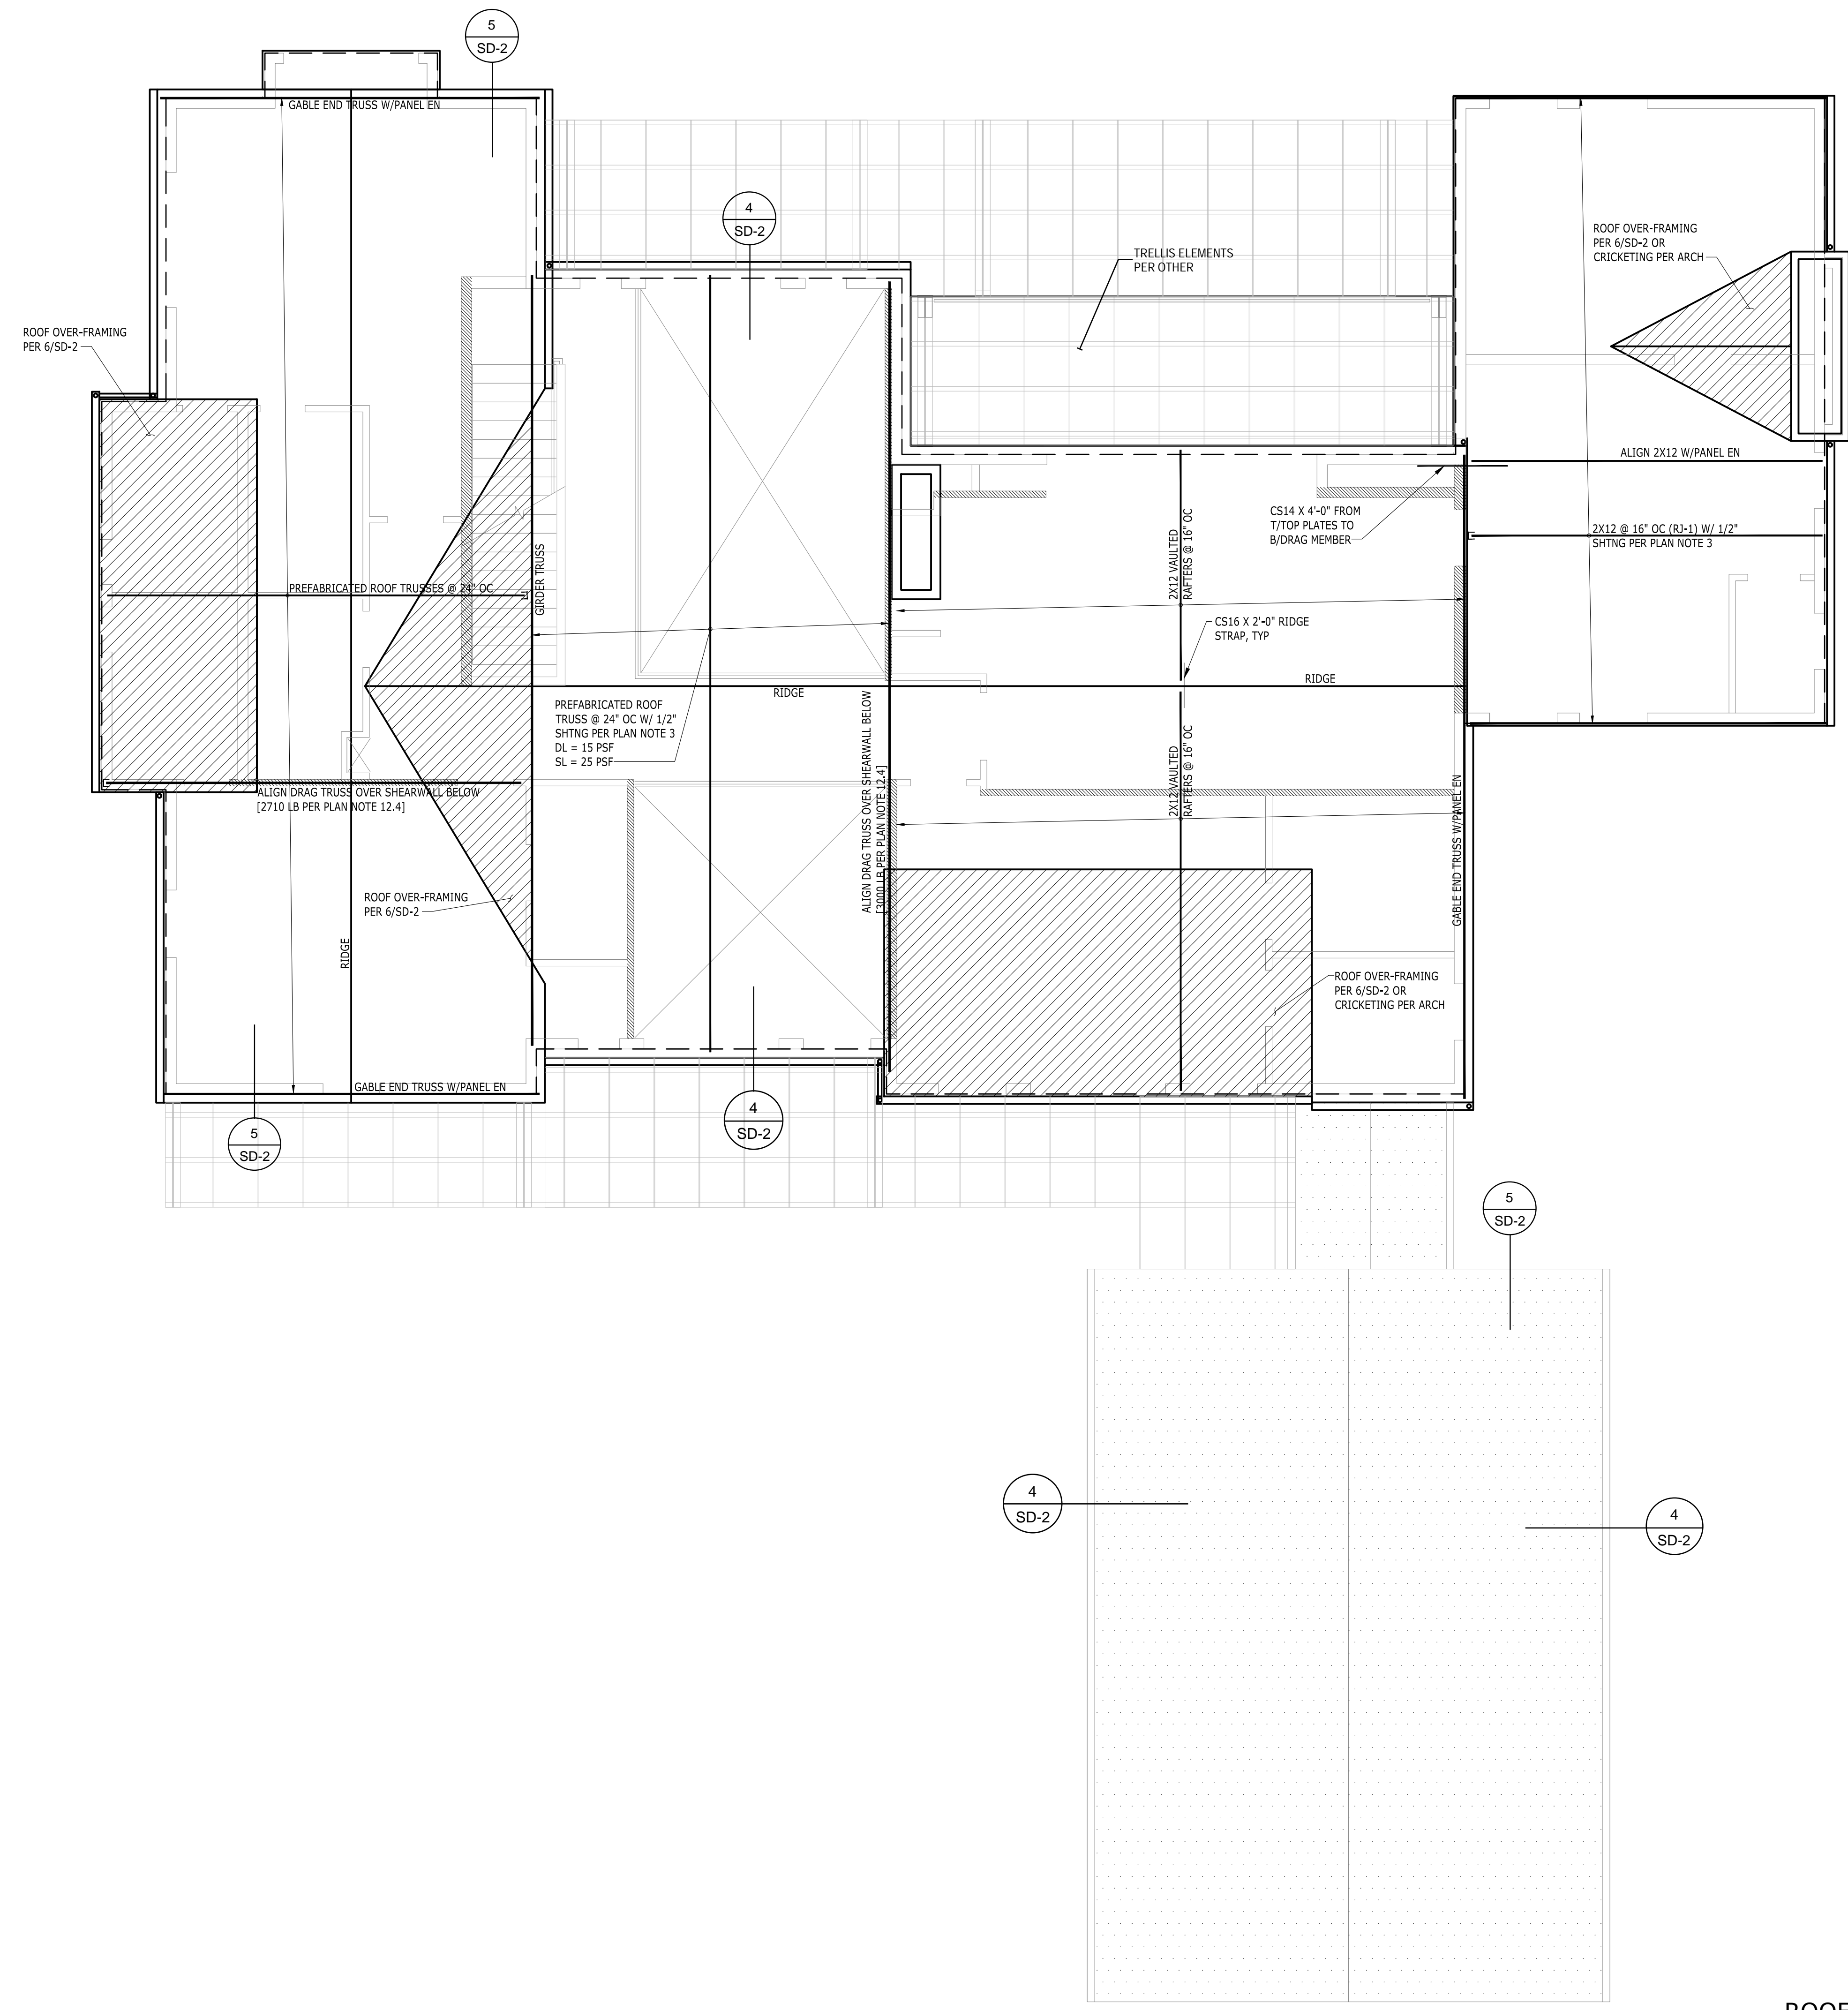 5
SD-2
GABLE END TRUSS W/PANEL EN
4
SD-2
TRELLIS ELEMENTS
PER OTHER
ROOF OVER-FRAMING
PER 6/SD-2 OR
CRICKETING PER ARCH
ROOF OVER-FRAMING
PER 6/SD-2
ALIGN 2X12 W/PANEL EN
CS14 X 4'-0" FROM
T/TOP PLATES TO
B/DRAG MEMBER
2X12 @ 16" OC (RJ-1) W/ 1/2"
SHTNG PER PLAN NOTE 3
2X12 VAULTED
RAFTERS @ 16" OC
GIRDER TRUSS
PREFABRICATED ROOF TRUSSES @ 24" OC
CS16 X 2'-0" RIDGE
STRAP, TYP
RIDGE
RIDGE
PREFABRICATED ROOF
TRUSS @ 24" OC W/ 1/2"
SHTNG PER PLAN NOTE 3
DL = 15 PSF
SL = 25 PSF
ALIGN DRAG TRUSS OVER SHEARWALL BELOW
[3000 LB PER PLAN NOTE 12.4]
2X12 VAULTED
RAFTERS @ 16" OC
GABLE END TRUSS W/PANEL EN
ALIGN DRAG TRUSS OVER SHEARWALL BELOW
[2710 LB PER PLAN NOTE 12.4]
ROOF OVER-FRAMING
PER 6/SD-2
RIDGE
ROOF OVER-FRAMING
PER 6/SD-2 OR
CRICKETING PER ARCH
GABLE END TRUSS W/PANEL EN
4
SD-2
5
SD-2
5
SD-2
4
SD-2
4
SD-2